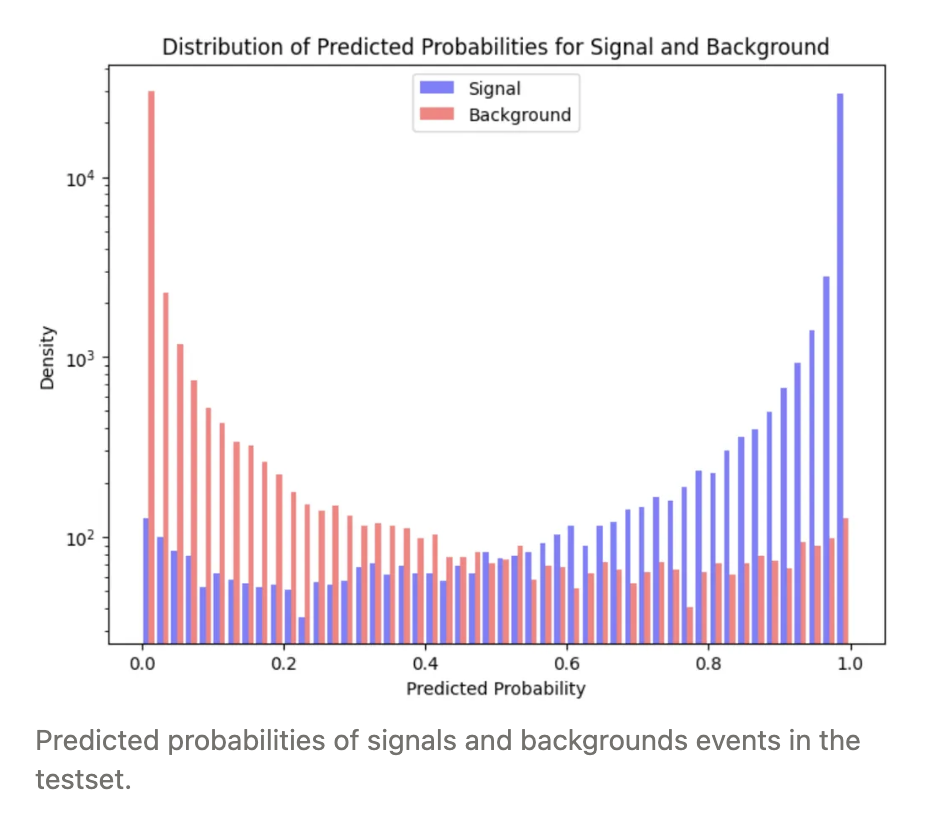 Distribution of Predicted Probabilities for Signal and Background
Signal
Background
10⁴
10³
10²
Density
0.0 0.2 0.4 0.6 0.8 1.0
Predicted Probability
Predicted probabilities of signals and backgrounds events in the
testset.